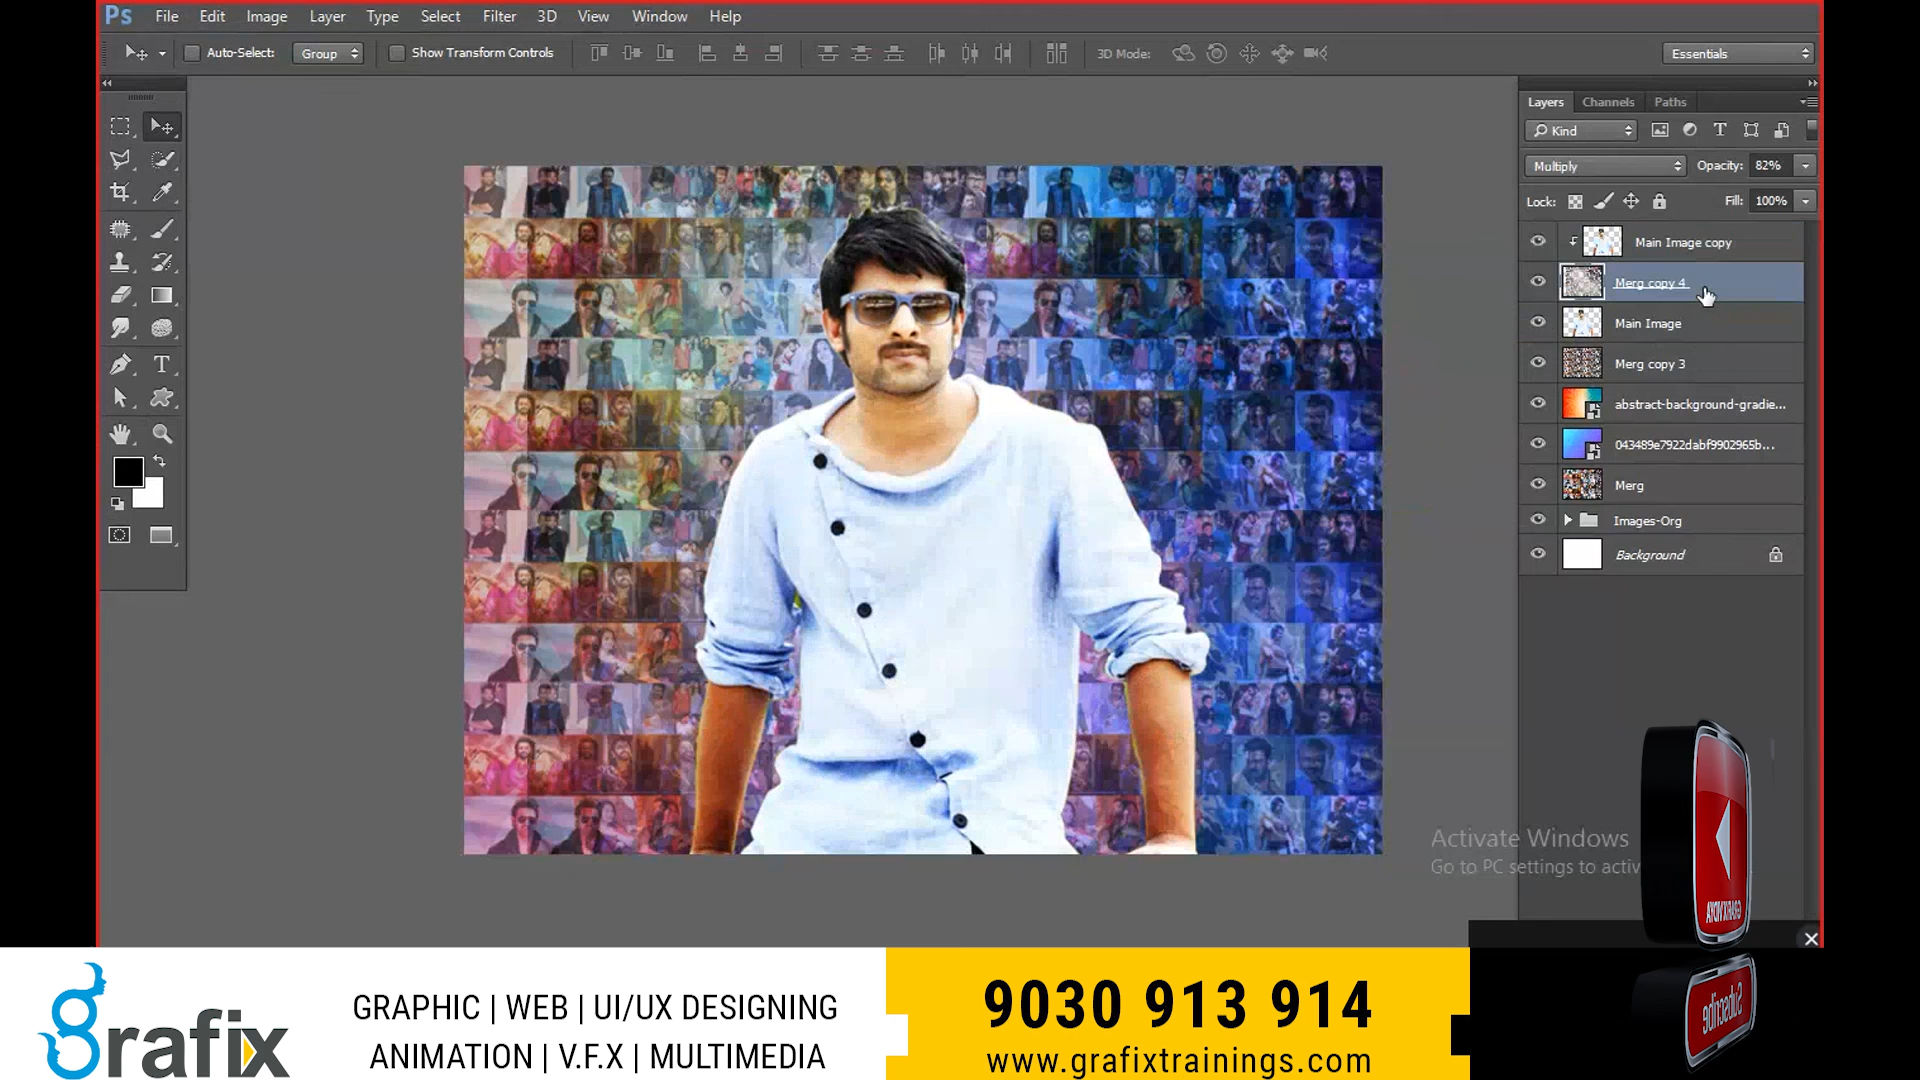 Ps File Edit Image Layer Type Select Filter 3D View Window Help
Auto-Select: Group Show Transform Controls 3D Mode: Essentials
Layers Channels Paths
Kind
Multiply Opacity: 82%
Lock: Fill: 100%
Main Image copy
Merg copy 4
Main Image
Merg copy 3
abstract-background-gradie...
043489e7922dabf9902965b...
Merg
Images-Org
Background
Activate Windows
Go to PC settings to activ
GRAFIX INDYA
Subscribe
grafix
GRAPHIC | WEB | UI/UX DESIGNING
ANIMATION | V.F.X | MULTIMEDIA
9030 913 914
www.grafixtrainings.com